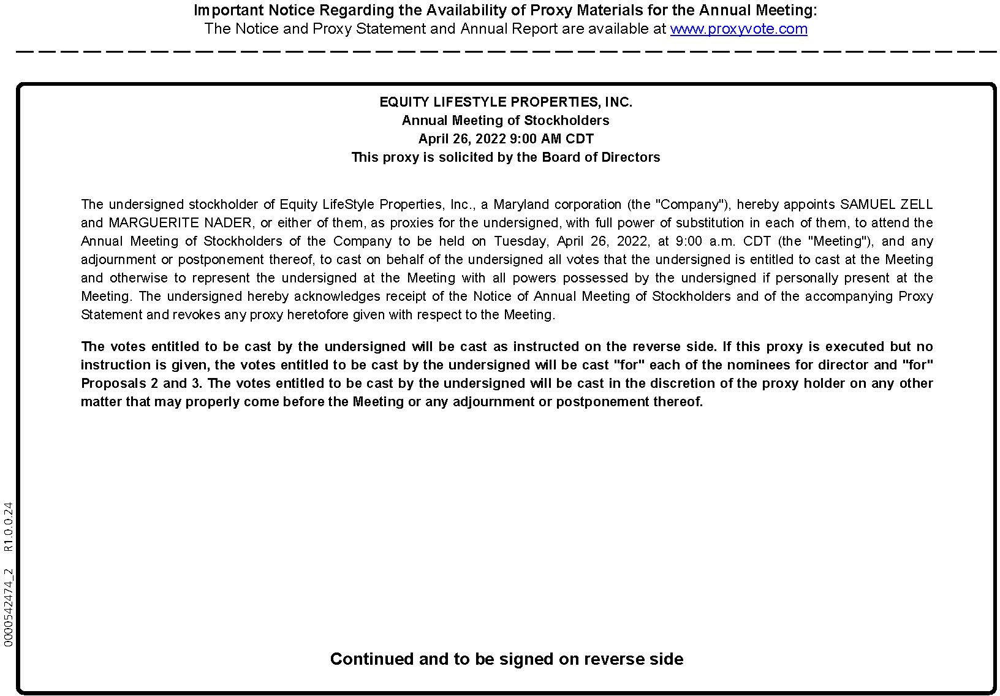 Important Notice Regarding the Availability of Proxy Materials for the Annual Meeting:
The Notice and Proxy Statement and Annual Report are available at www.proxyvote.com
EQUITY LIFESTYLE PROPERTIES, INC.
Annual Meeting of Stockholders
April 26, 2022 9:00 AM CDT
This proxy is solicited by the Board of Directors
The undersigned stockholder of Equity LifeStyle Properties, Inc., a Maryland corporation (the "Company"), hereby appoints SAMUEL ZELL
and MARGUERITE NADER, or either of them, as proxies for the undersigned, with full power of substitution in each of them, to attend the
Annual Meeting of Stockholders of the Company to be held on Tuesday, April 26, 2022, at 9:00 a.m. CDT (the "Meeting"), and any
adjournment or postponement thereof, to cast on behalf of the undersigned all votes that the undersigned is entitled to cast at the Meeting
and otherwise to represent the undersigned at the Meeting with all powers possessed by the undersigned if personally present at the
Meeting. The undersigned hereby acknowledges receipt of the Notice of Annual Meeting of Stockholders and of the accompanying Proxy
Statement and revokes any proxy heretofore given with respect to the Meeting.
The votes entitled to be cast by the undersigned will be cast as instructed on the reverse side. If this proxy is executed but no
instruction is given, the votes entitled to be cast by the undersigned will be cast "for" each of the nominees for director and "for"
Proposals 2 and 3. The votes entitled to be cast by the undersigned will be cast in the discretion of the proxy holder on any other
matter that may properly come before the Meeting or any adjournment or postponement thereof.
Continued and to be signed on reverse side
0000542474_2 R1.0.0.24